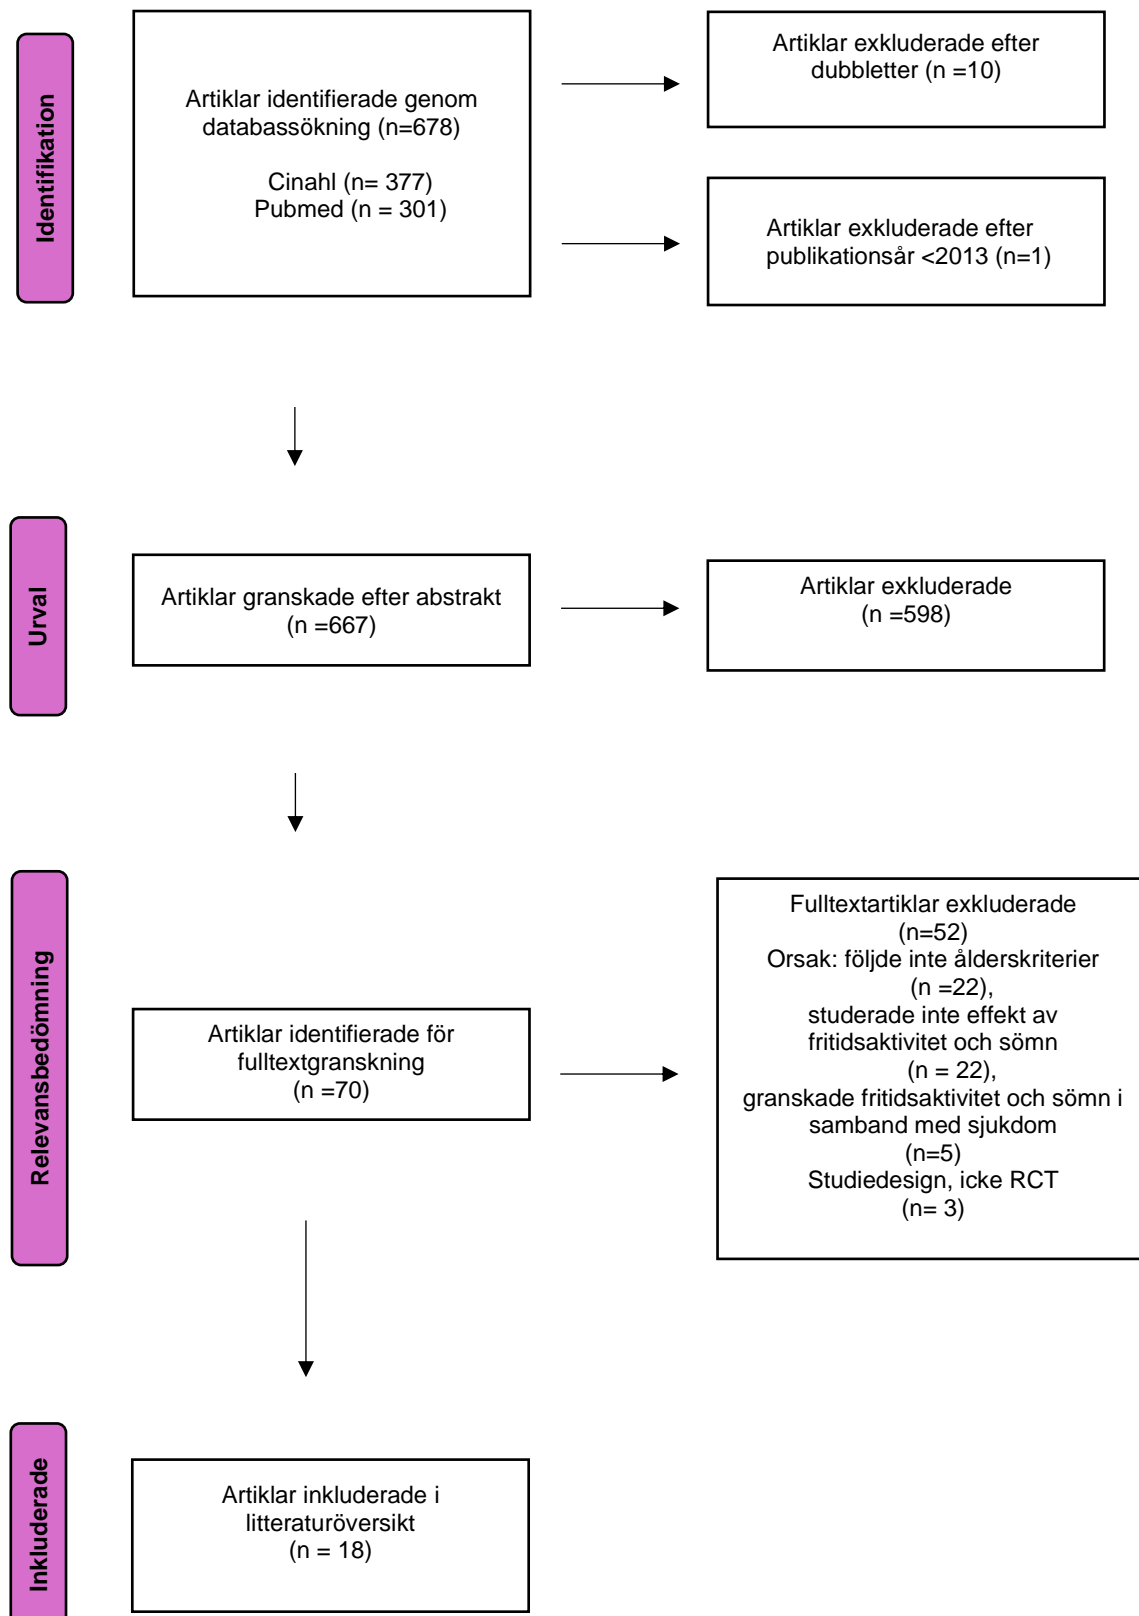 Identifikation
Artiklar identifierade genom
databassökning (n=678)
Cinahl (n= 377)
Pubmed (n = 301)
Artiklar exkluderade efter
dubbletter (n =10)
Artiklar exkluderade efter
publikationsår <2013 (n=1)
Urval
Artiklar granskade efter abstrakt
(n =667)
Artiklar exkluderade
(n =598)
Relevansbedömning
Artiklar identifierade för
fulltextgranskning
(n =70)
Fulltextartiklar exkluderade
(n=52)
Orsak: följde inte ålderskriterier
(n =22),
studerade inte effekt av
fritidsaktivitet och sömn
(n = 22),
granskade fritidsaktivitet och sömn i
samband med sjukdom
(n=5)
Studiedesign, icke RCT
(n= 3)
Inkluderade
Artiklar inkluderade i
litteraturöversikt
(n = 18)